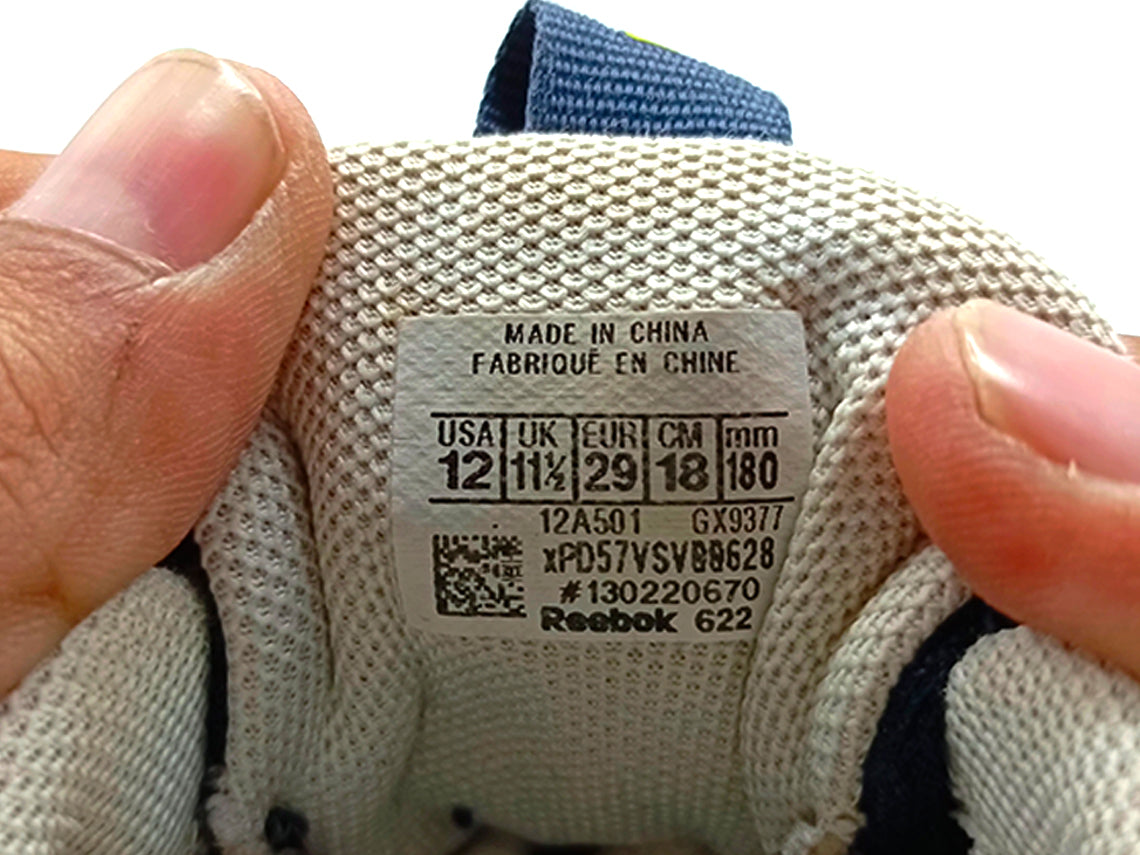 MADE IN CHINA
FABRIQUÉ EN CHINE
USA UK EUR CM mm
12 11½ 29 18 180
12A501 GX9377
#130220670
Reebok 622